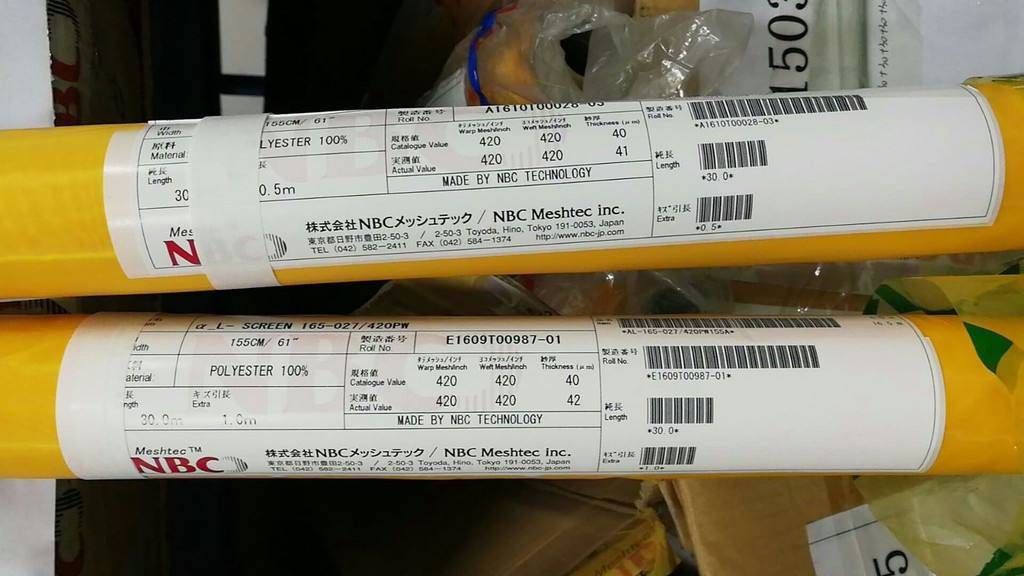 150
Width
155CM/ 61"
製造番号
Roll No.
A1610T00028-03
原料
Material
LYESTER 100%
規格値
Catalogue Value
タテメッシュ/インチ
Warp Mesh/Inch
420
ヨコメッシュ/インチ
Weft Mesh/Inch
420
紗厚
Thickness (μm)
40
純長
Length
実測値
Actual Value
420
420
41
30
0.5m
MADE BY NBC TECHNOLOGY
NBC
株式会社NBCメッシュテック / NBC Meshtec inc.
東京都日野市豊田2-50-3 / 2-50-3 Toyoda, Hino, Tokyo 191-0053, Japan
TEL (042) 582-2411 FAX (042) 584-1374 http://www.nbc-jp.com
製造番号
Roll No.
*A1610T00028-03*
純長
Length
*30.0*
キズ引長
Extra
*0.5*
α_L- SCREEN 165-027/420PW
155CM/ 61"
製造番号
Roll No.
E1609T00987-01
POLYESTER 100%
規格値
Catalogue Value
タテメッシュ/インチ
Warp Mesh/Inch
420
ヨコメッシュ/インチ
Weft Mesh/Inch
420
紗厚
Thickness (μm)
40
キズ引長
Extra
実測値
Actual Value
420
420
42
30.0m
1.0m
MADE BY NBC TECHNOLOGY
Meshtec™
NBC
株式会社NBCメッシュテック / NBC Meshtec inc.
東京都日野市豊田2-50-3 / 2-50-3 Toyoda, Hino, Tokyo 191-0053, Japan
TEL (042) 582-2411 FAX (042) 584-1374 http://www.nbc-jp.com
*AL-165-027/420PW155A*
製造番号
Roll No.
*E1609T00987-01*
純長
Length
*30.0*
キズ引長
Extra
*1.0*